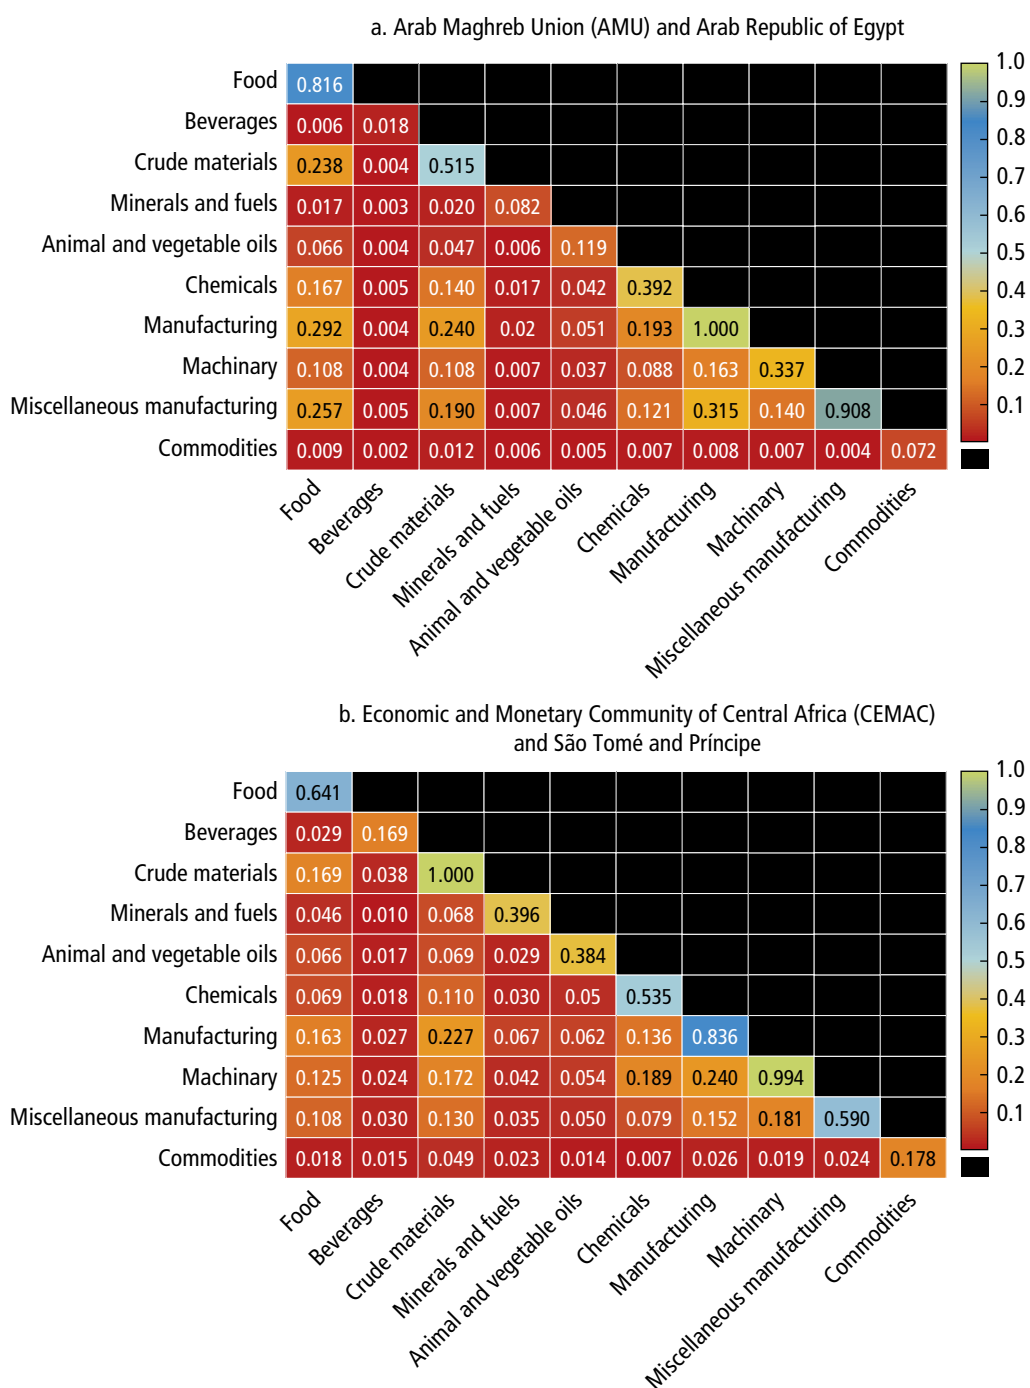 a. Arab Maghreb Union (AMU) and Arab Republic of Egypt
Food 0.816
Beverages 0.006 0.018
Crude materials 0.238 0.004 0.515
Minerals and fuels 0.017 0.003 0.020 0.082
Animal and vegetable oils 0.066 0.004 0.047 0.006 0.119
Chemicals 0.167 0.005 0.140 0.017 0.042 0.392
Manufacturing 0.292 0.004 0.240 0.02 0.051 0.193 1.000
Machinary 0.108 0.004 0.108 0.007 0.037 0.088 0.163 0.337
Miscellaneous manufacturing 0.257 0.005 0.190 0.007 0.046 0.121 0.315 0.140 0.908
Commodities 0.009 0.002 0.012 0.006 0.005 0.007 0.008 0.007 0.004 0.072
Food
Beverages
Crude materials
Minerals and fuels
Animal and vegetable oils
Chemicals
Manufacturing
Machinary
Miscellaneous manufacturing
Commodities
1.0
0.9
0.8
0.7
0.6
0.5
0.4
0.3
0.2
0.1
b. Economic and Monetary Community of Central Africa (CEMAC)
and São Tomé and Príncipe
Food 0.641
Beverages 0.029 0.169
Crude materials 0.169 0.038 1.000
Minerals and fuels 0.046 0.010 0.068 0.396
Animal and vegetable oils 0.066 0.017 0.069 0.029 0.384
Chemicals 0.069 0.018 0.110 0.030 0.05 0.535
Manufacturing 0.163 0.027 0.227 0.067 0.062 0.136 0.836
Machinary 0.125 0.024 0.172 0.042 0.054 0.189 0.240 0.994
Miscellaneous manufacturing 0.108 0.030 0.130 0.035 0.050 0.079 0.152 0.181 0.590
Commodities 0.018 0.015 0.049 0.023 0.014 0.007 0.026 0.019 0.024 0.178
Food
Beverages
Crude materials
Minerals and fuels
Animal and vegetable oils
Chemicals
Manufacturing
Machinary
Miscellaneous manufacturing
Commodities
1.0
0.9
0.8
0.7
0.6
0.5
0.4
0.3
0.2
0.1